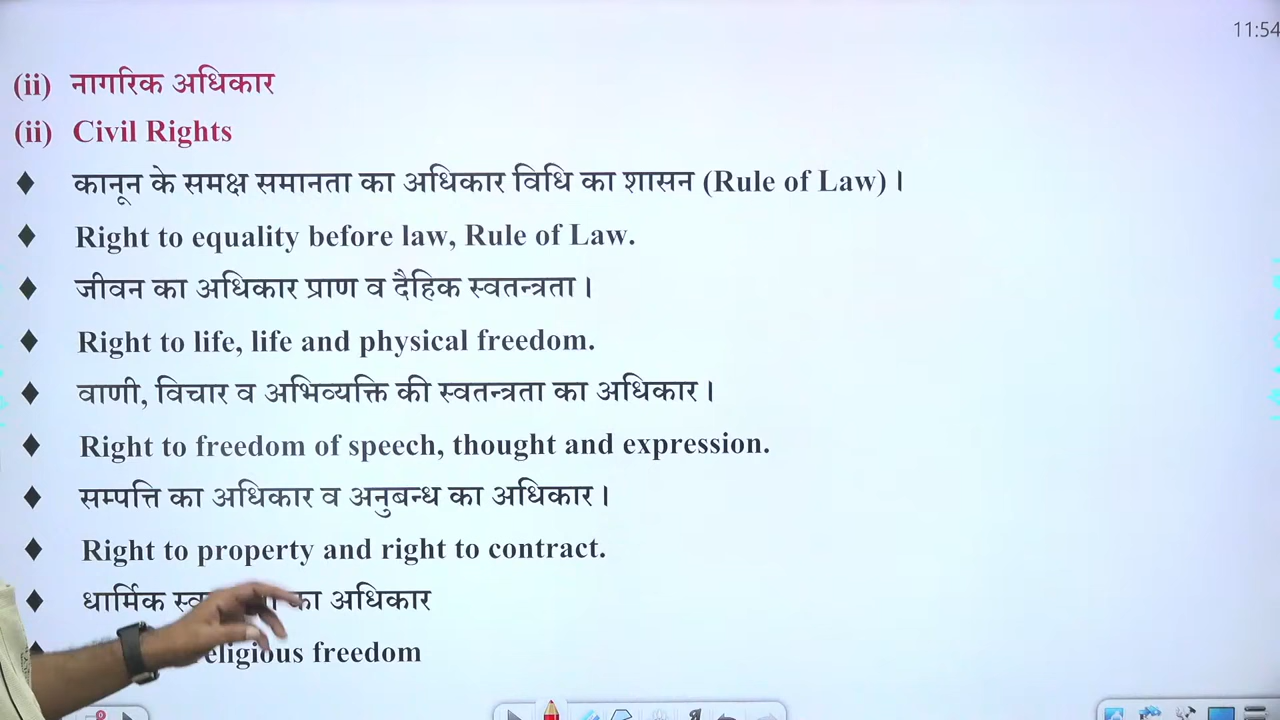 11:54
(ii) नागरिक अधिकार
(ii) Civil Rights
♦ कानून के समक्ष समानता का अधिकार विधि का शासन (Rule of Law) ।
♦ Right to equality before law, Rule of Law.
♦ जीवन का अधिकार प्राण व दैहिक स्वतन्त्रता ।
♦ Right to life, life and physical freedom.
♦ वाणी, विचार व अभिव्यक्ति की स्वतन्त्रता का अधिकार ।
♦ Right to freedom of speech, thought and expression.
♦ सम्पत्ति का अधिकार व अनुबन्ध का अधिकार ।
♦ Right to property and right to contract.
♦ धार्मिक का अधिकार
♦ freedom